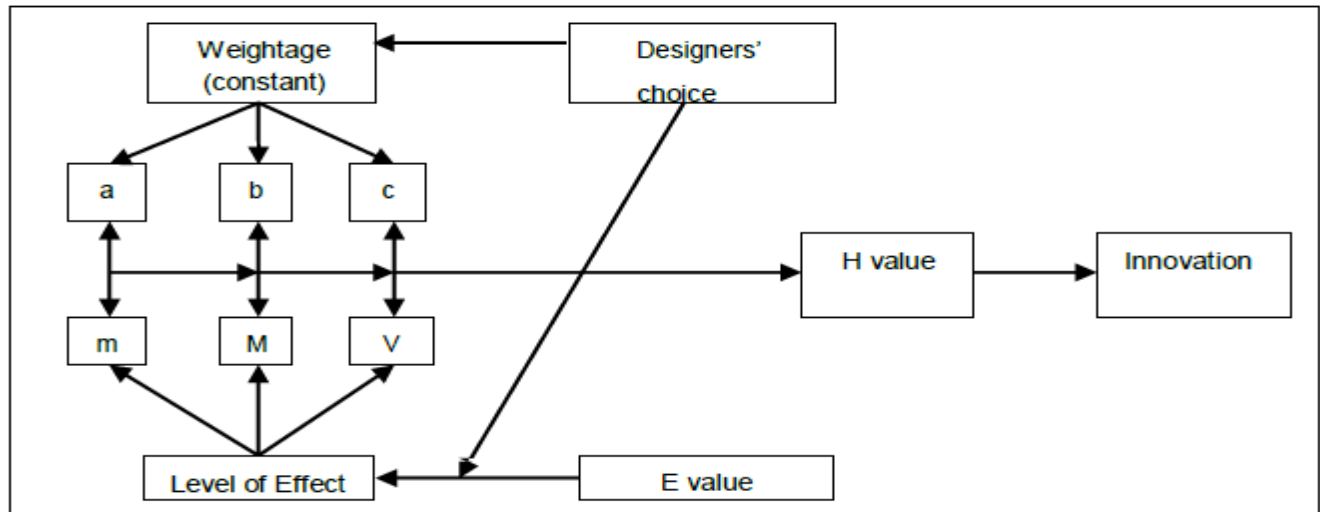 Weightage
(constant)
Designers’
choice
a
b
c
H value
Innovation
m
M
V
Level of Effect
E value